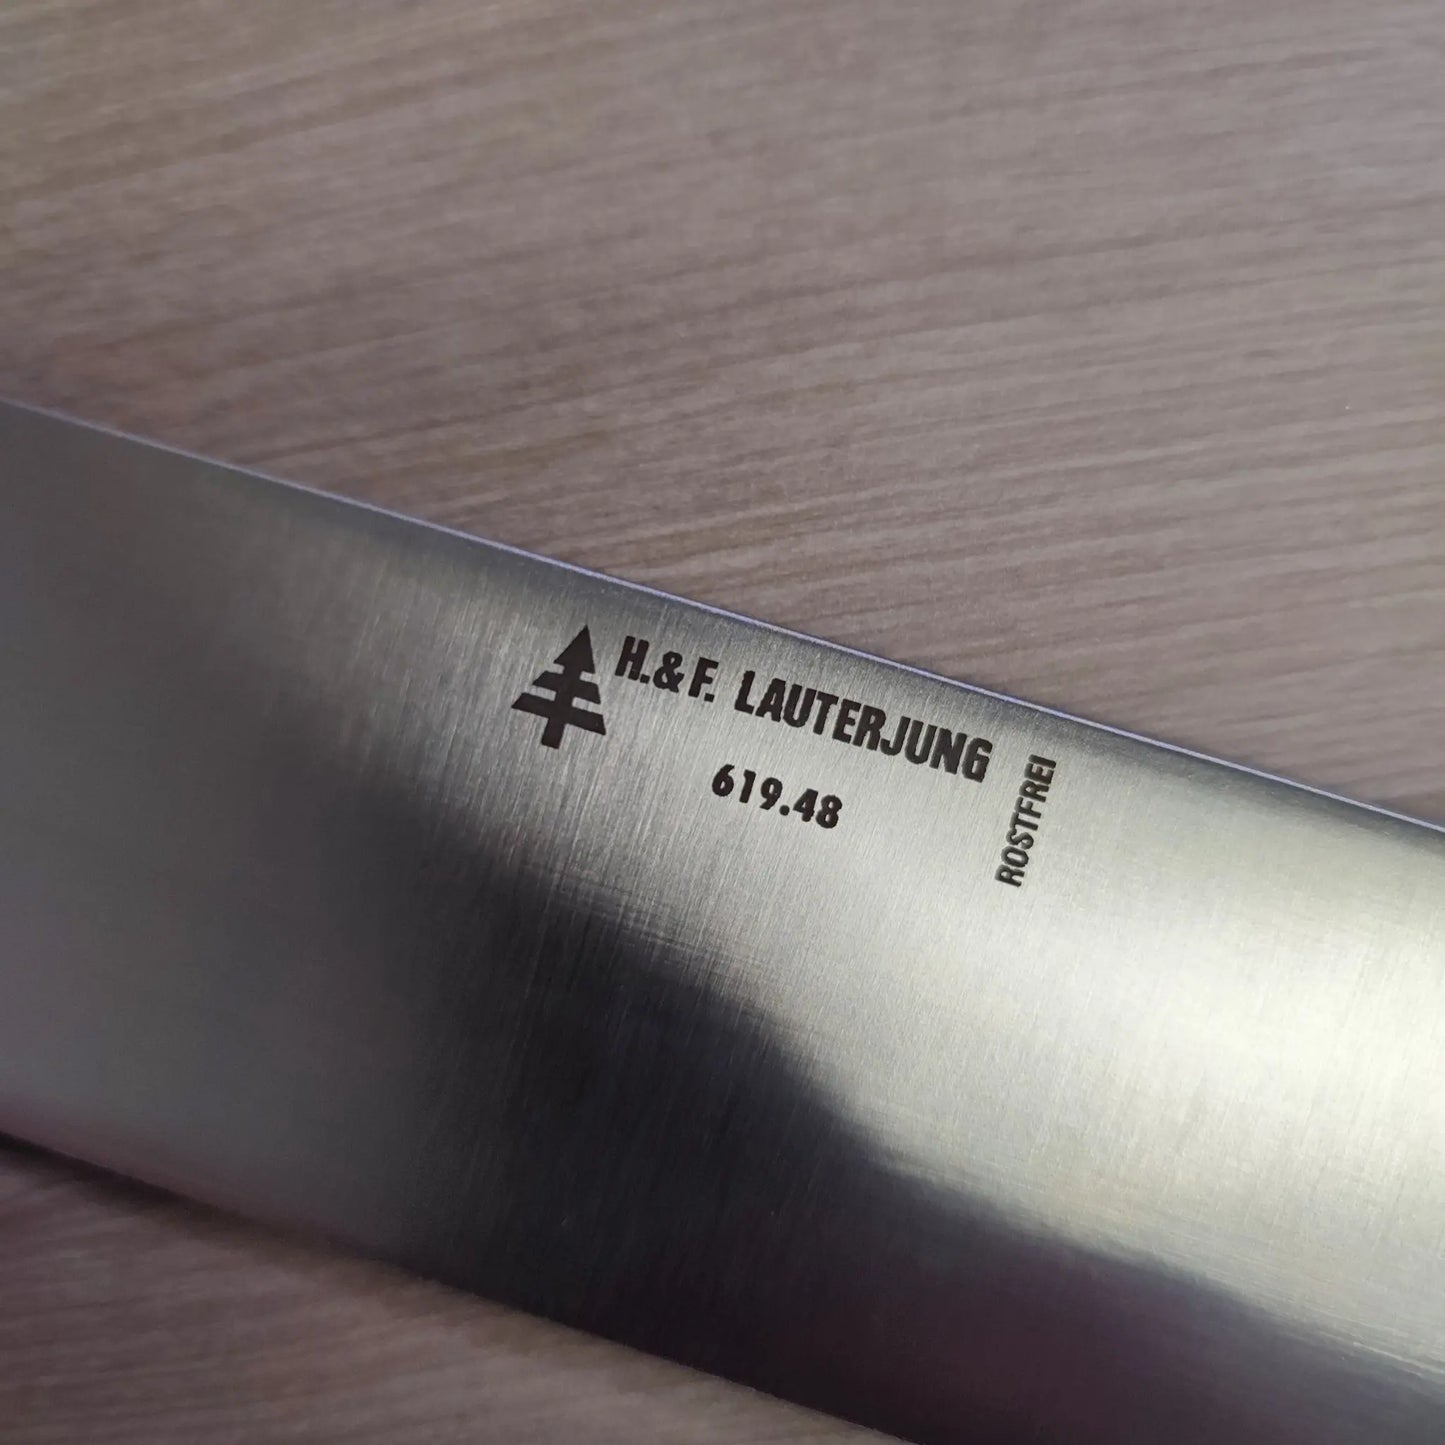 H.& F. LAUTERJUNG
619.48
ROSTFREI